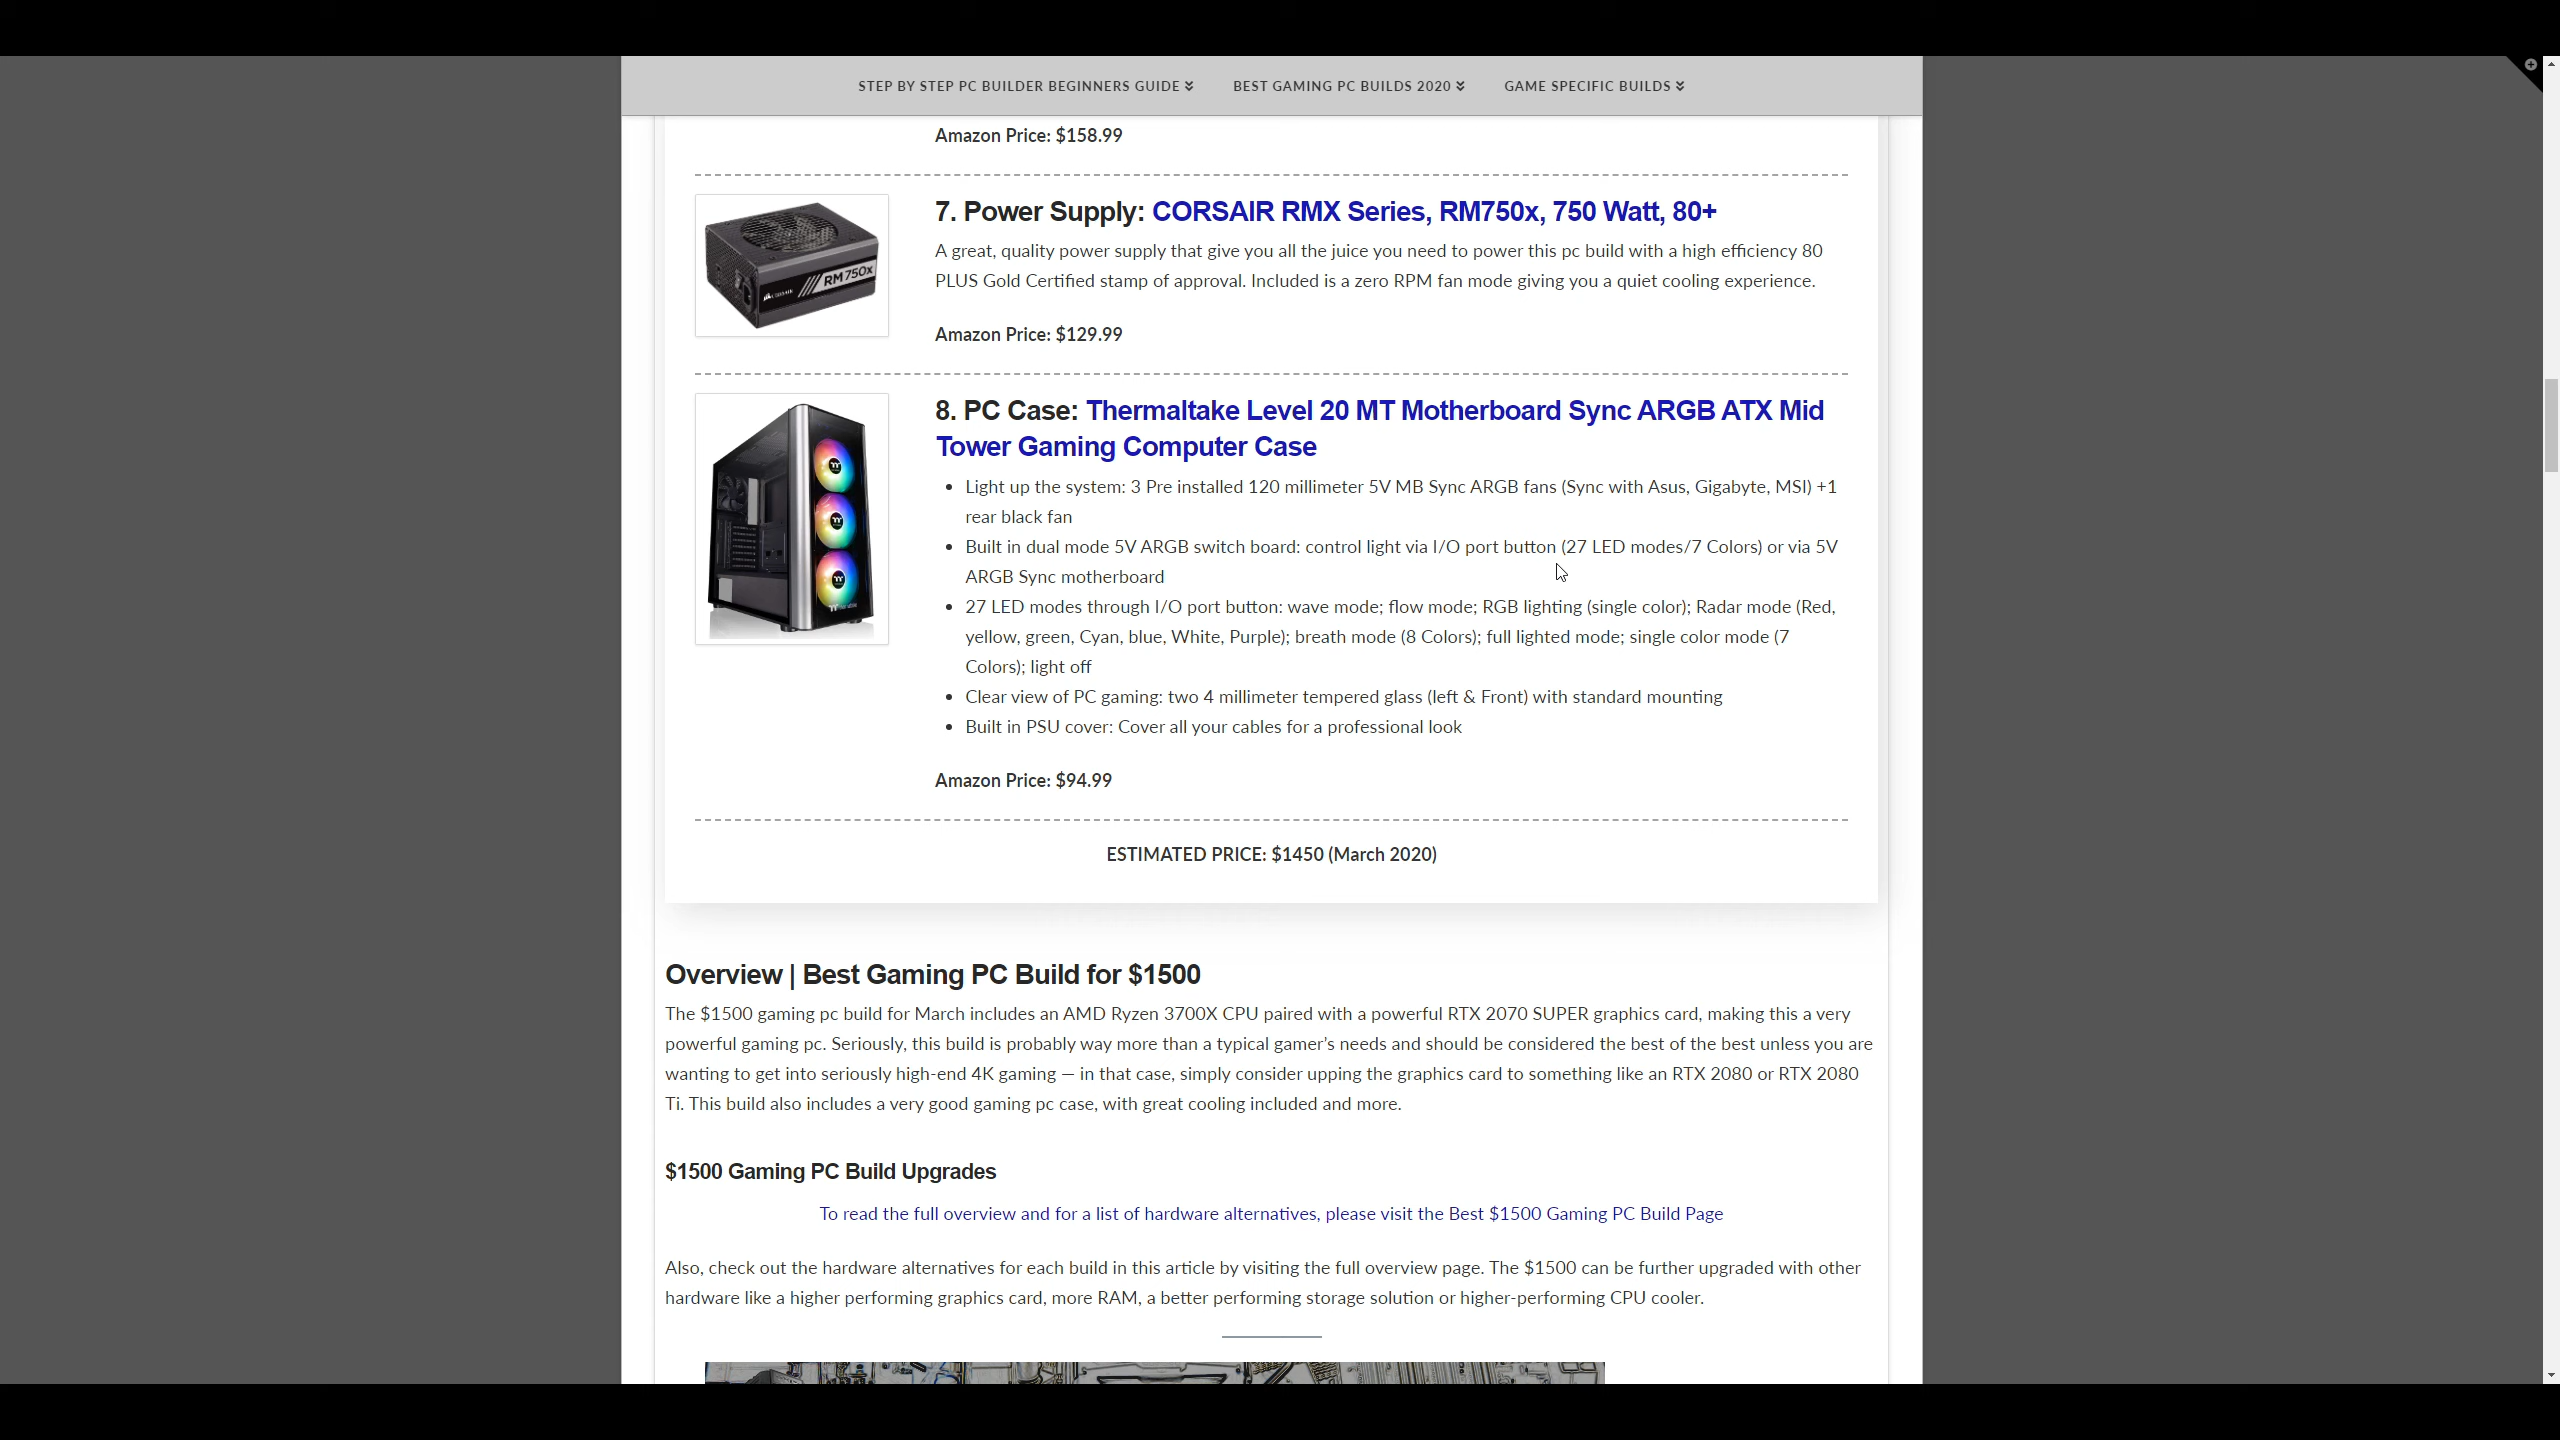 STEP BY STEP PC BUILDER BEGINNERS GUIDE
BEST GAMING PC BUILDS 2020
GAME SPECIFIC BUILDS
Amazon Price: $158.99
7. Power Supply: CORSAIR RMX Series, RM750x, 750 Watt, 80+
A great, quality power supply that give you all the juice you need to power this pc build with a high efficiency 80
PLUS Gold Certified stamp of approval. Included is a zero RPM fan mode giving you a quiet cooling experience.
RM750x
CORSAIR
Amazon Price: $129.99
8. PC Case: Thermaltake Level 20 MT Motherboard Sync ARGB ATX Mid
Tower Gaming Computer Case
• Light up the system: 3 Pre installed 120 millimeter 5V MB Sync ARGB fans (Sync with Asus, Gigabyte, MSI) +1
rear black fan
• Built in dual mode 5V ARGB switch board: control light via I/O port button (27 LED modes/7 Colors) or via 5V
ARGB Sync motherboard
• 27 LED modes through I/O port button: wave mode; flow mode; RGB lighting (single color); Radar mode (Red,
yellow, green, Cyan, blue, White, Purple); breath mode (8 Colors); full lighted mode; single color mode (7
Colors); light off
• Clear view of PC gaming: two 4 millimeter tempered glass (left & Front) with standard mounting
• Built in PSU cover: Cover all your cables for a professional look
Amazon Price: $94.99
ESTIMATED PRICE: $1450 (March 2020)
Overview | Best Gaming PC Build for $1500
The $1500 gaming pc build for March includes an AMD Ryzen 3700X CPU paired with a powerful RTX 2070 SUPER graphics card, making this a very
powerful gaming pc. Seriously, this build is probably way more than a typical gamer’s needs and should be considered the best of the best unless you are
wanting to get into seriously high-end 4K gaming — in that case, simply consider upping the graphics card to something like an RTX 2080 or RTX 2080
Ti. This build also includes a very good gaming pc case, with great cooling included and more.
$1500 Gaming PC Build Upgrades
To read the full overview and for a list of hardware alternatives, please visit the Best $1500 Gaming PC Build Page
Also, check out the hardware alternatives for each build in this article by visiting the full overview page. The $1500 can be further upgraded with other
hardware like a higher performing graphics card, more RAM, a better performing storage solution or higher-performing CPU cooler.